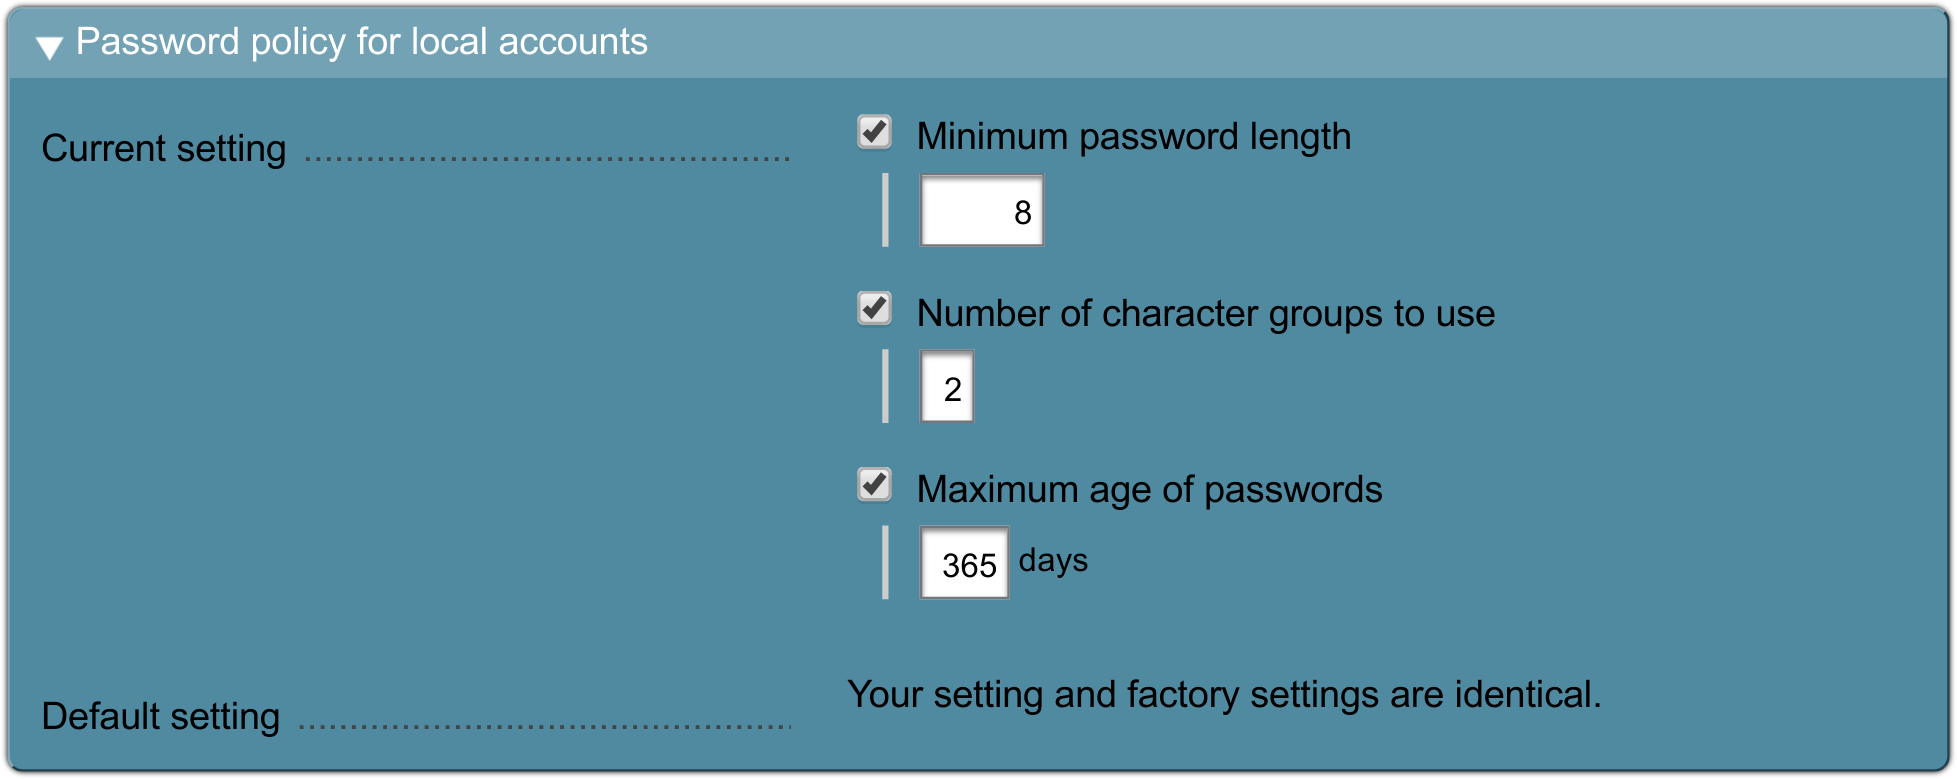 Password policy for local accounts
Current setting
Minimum password length
8
Number of character groups to use
2
Maximum age of passwords
365 days
Default setting
Your setting and factory settings are identical.